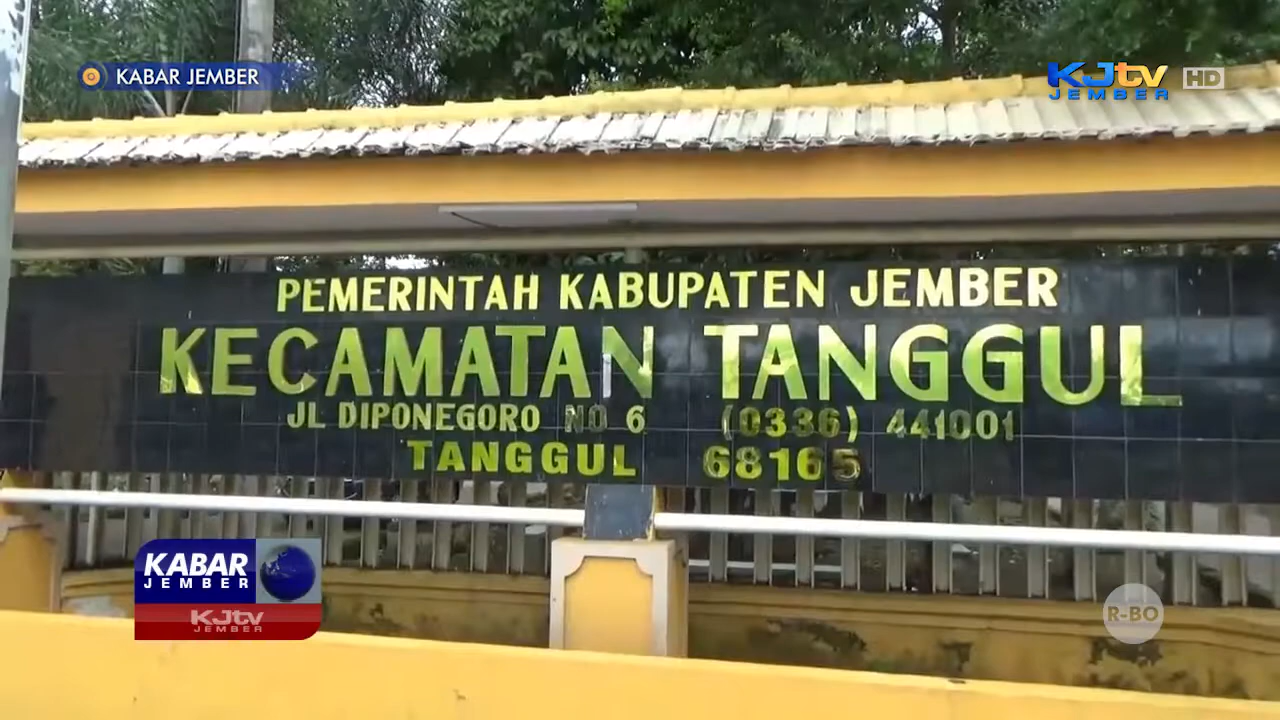 KABAR JEMBER
KJtv HD
JEMBER
PEMERINTAH KABUPATEN JEMBER
KECAMATAN TANGGUL
JL DIPONEGORO NO 6 (0336) 441001
TANGGUL 68165
KABAR
JEMBER
KJtv
JEMBER
R-BO